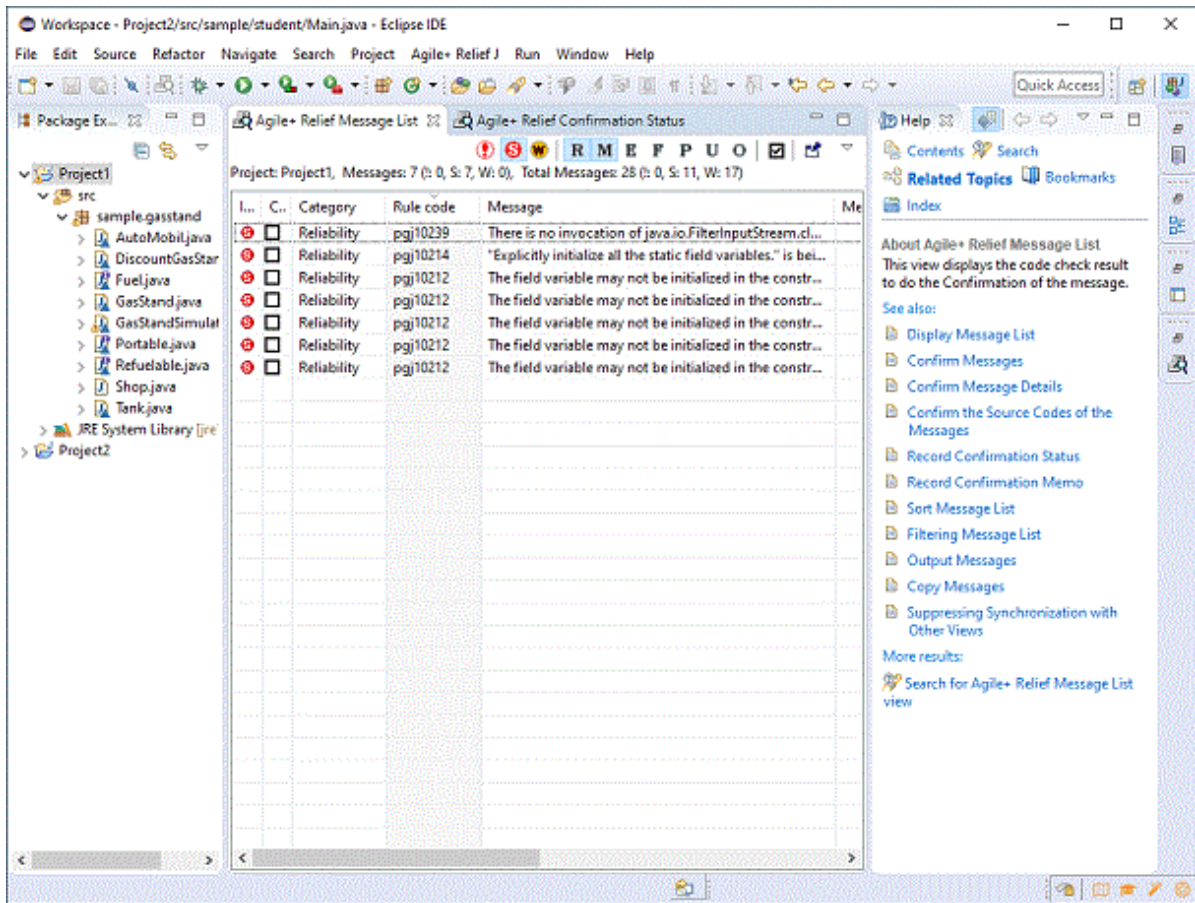 Workspace - Project2/src/sample/student/Main.java - Eclipse IDE
File Edit Source Refactor Navigate Search Project Agile+ Relief J Run Window Help
Quick Access
Package Ex...
Project1
src
sample.gasstand
AutoMobil.java
DiscountGasStan
Fuel.java
GasStand.java
GasStandSimulat
Portable.java
Refuelable.java
Shop.java
Tank.java
JRE System Library [jre
Project2
Agile+ Relief Message List Agile+ Relief Confirmation Status
R M E F P U O
Project: Project1, Messages: 7 (!: 0, S: 7, W: 0), Total Messages: 28 (!: 0, S: 11, W: 17)
I... C.. Category Rule code Message Me
S Reliability pgj10239 There is no invocation of java.io.FilterInputStream.cl...
S Reliability pgj10214 "Explicitly initialize all the static field variables." is bei...
S Reliability pgj10212 The field variable may not be initialized in the constr...
S Reliability pgj10212 The field variable may not be initialized in the constr...
S Reliability pgj10212 The field variable may not be initialized in the constr...
S Reliability pgj10212 The field variable may not be initialized in the constr...
S Reliability pgj10212 The field variable may not be initialized in the constr...
Help
Contents Search
Related Topics Bookmarks
Index
About Agile+ Relief Message List
This view displays the code check result
to do the Confirmation of the message.
See also:
Display Message List
Confirm Messages
Confirm Message Details
Confirm the Source Codes of the
Messages
Record Confirmation Status
Record Confirmation Memo
Sort Message List
Filtering Message List
Output Messages
Copy Messages
Suppressing Synchronization with
Other Views
More results:
Search for Agile+ Relief Message List
view